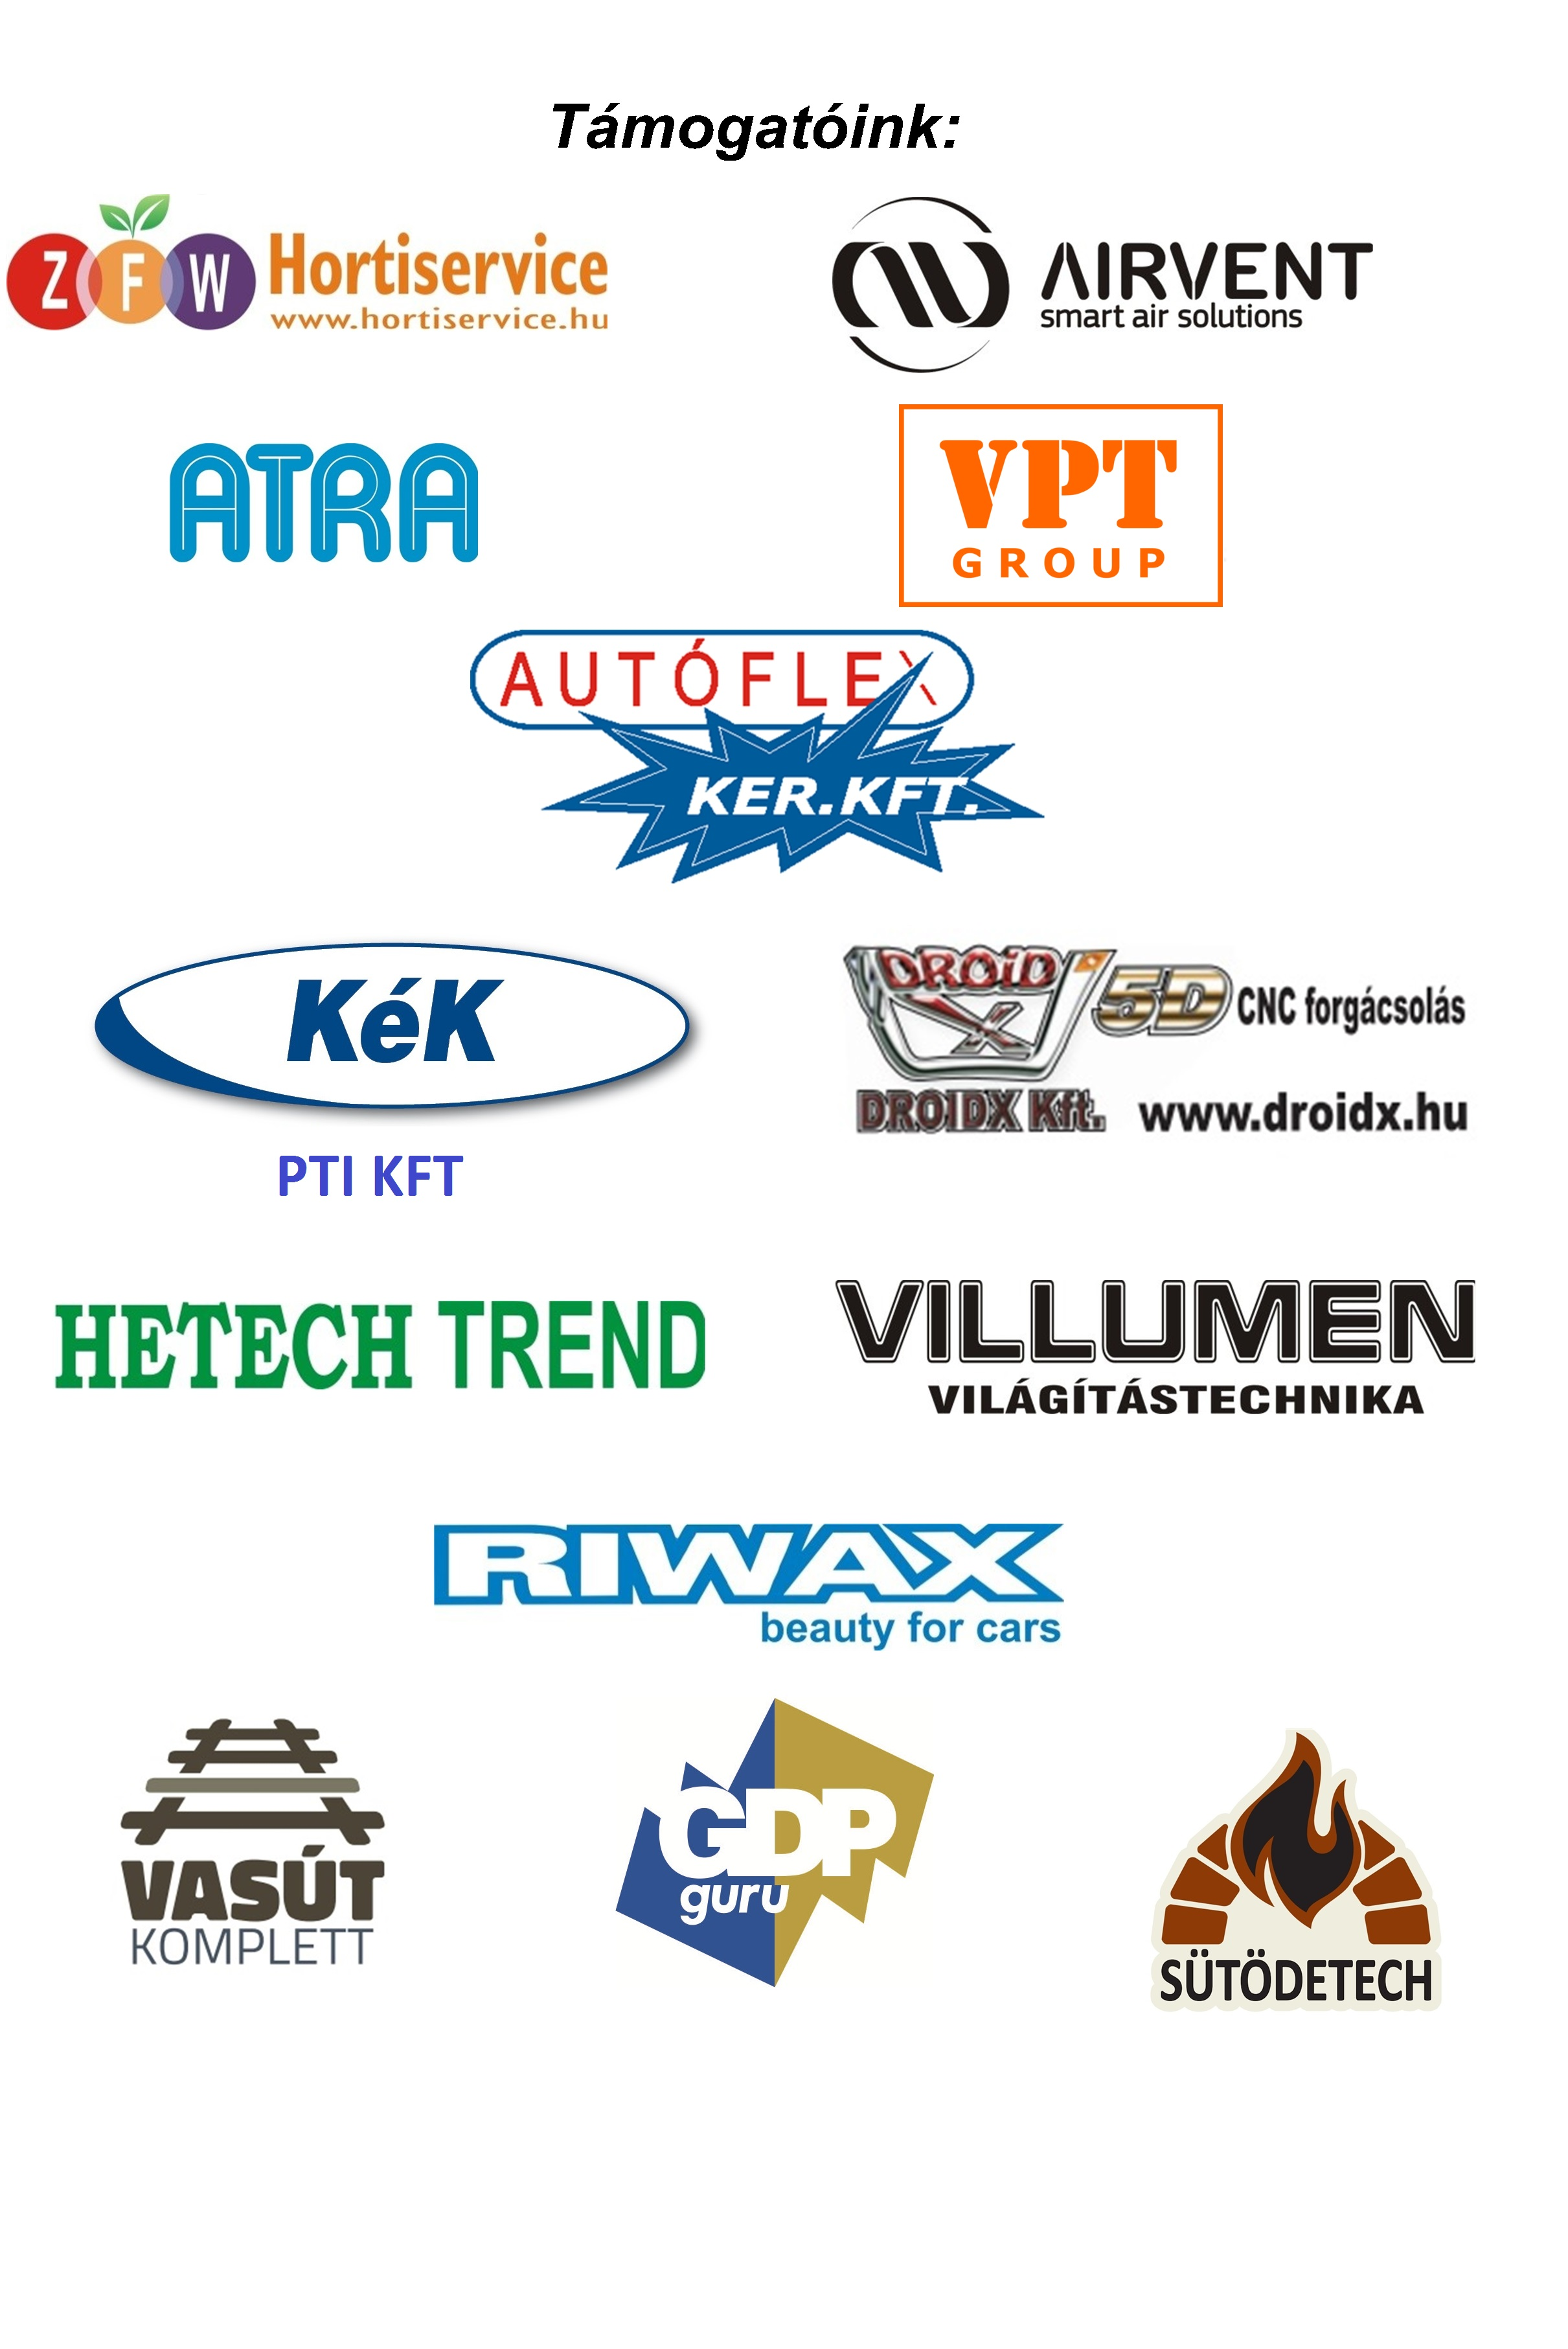 Támogatóink:
ZFW Hortiservice
www.hortiservice.hu
AIRVENT
smart air solutions
ATRA
VPT
GROUP
AUTÓFLEX
KER.KFT.
KéK
PTI KFT
DROiD X 5D CNC forgácsolás
DROIDX Kft. www.droidx.hu
HETECH TREND
VILLUMEN
VILÁGÍTÁSTECHNIKA
RIWAX
beauty for cars
VASÚT
KOMPLETT
GDP
guru
SÜTÖDETECH